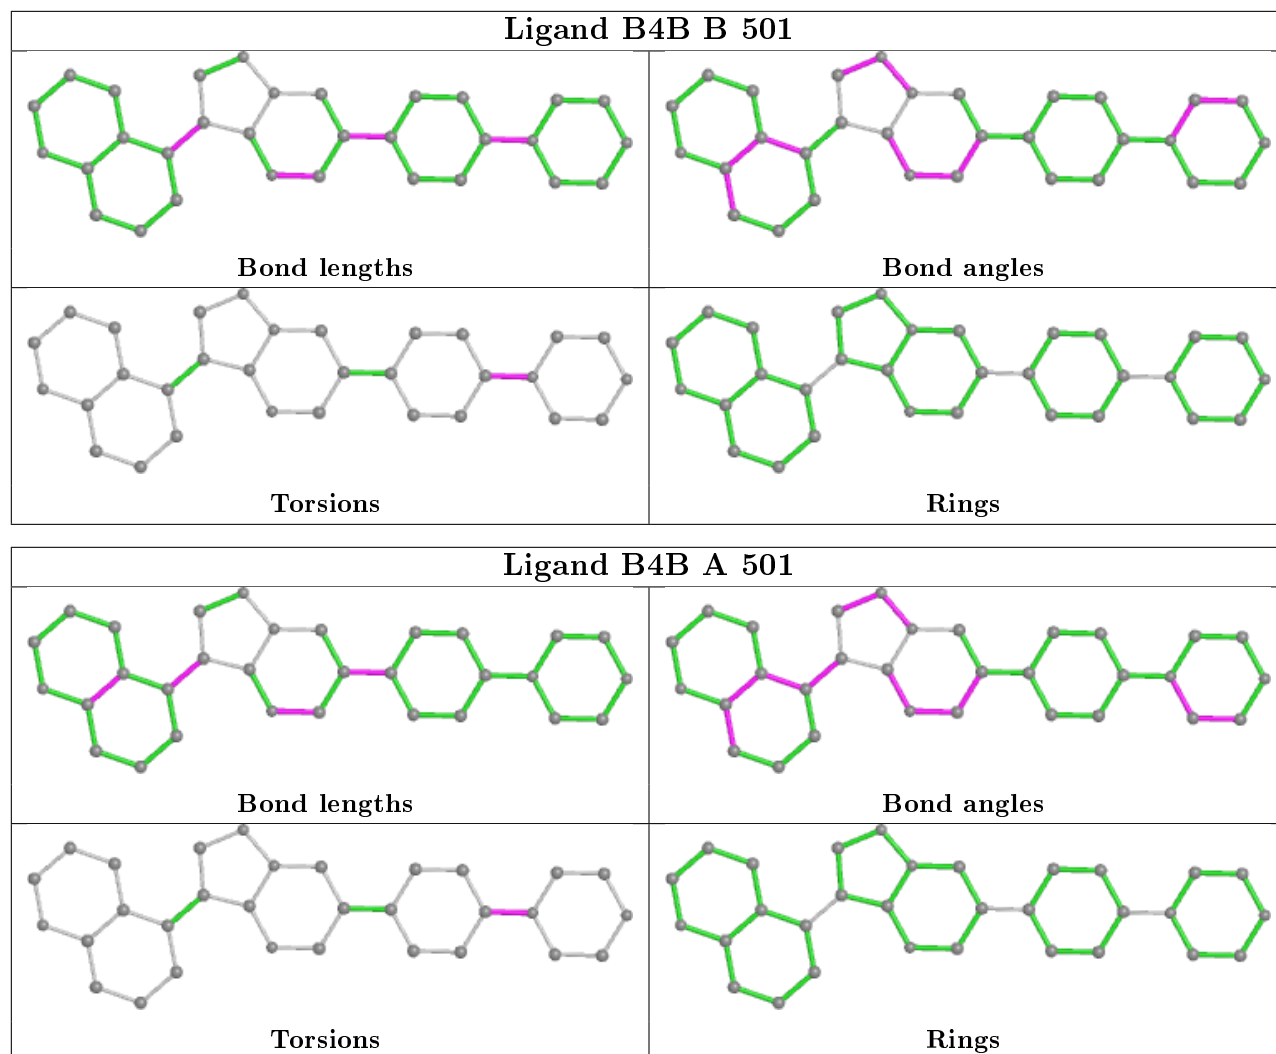 Ligand B4B B 501
Bond lengths
Bond angles
Torsions
Rings
Ligand B4B A 501
Bond lengths
Bond angles
Torsions
Rings